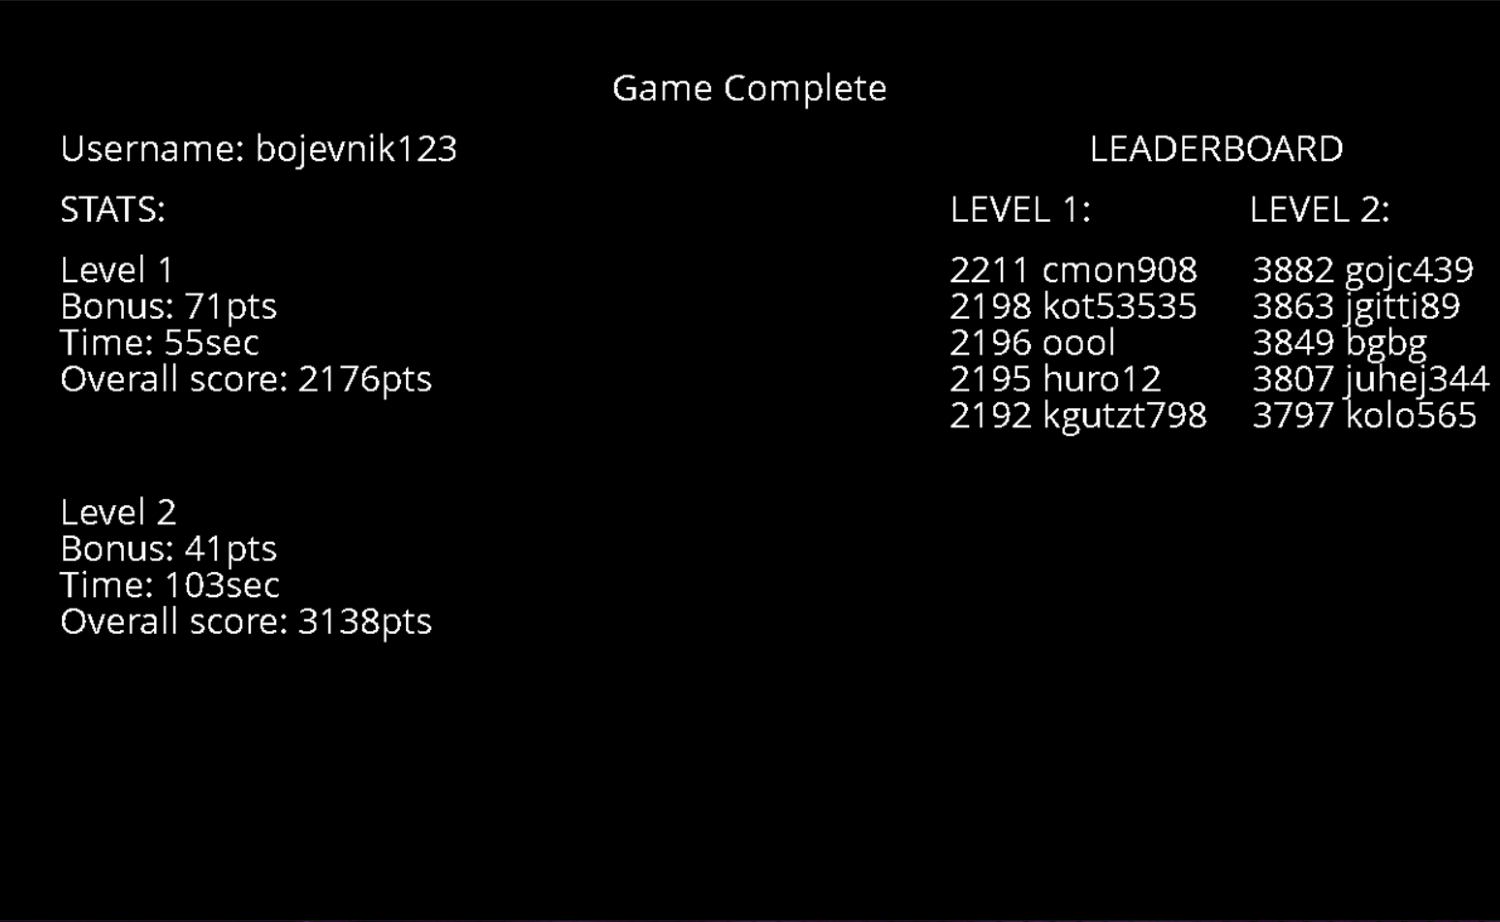 Game Complete
Username: bojevnik123
STATS:
Level 1
Bonus: 71pts
Time: 55sec
Overall score: 2176pts
Level 2
Bonus: 41pts
Time: 103sec
Overall score: 3138pts
LEADERBOARD
LEVEL 1:
2211 cmon908
2198 kot53535
2196 oool
2195 huro12
2192 kgutzt798
LEVEL 2:
3882 gojc439
3863 jgitti89
3849 bgbg
3807 juhej344
3797 kolo565